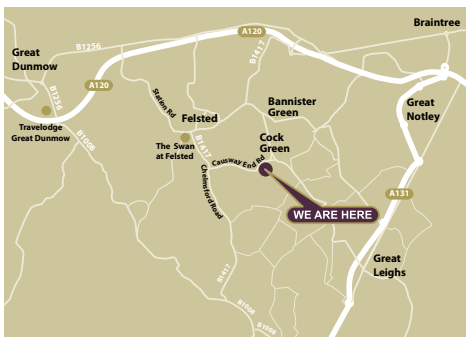 Braintree
A120
B1256
B1417
Great
Dunmow
A120
B1256
Station Rd
Bannister
Green
Great
Notley
Travelodge
Great Dunmow
Felsted
B1008
The Swan
at Felsted
B1417
Cock
Green
Causway End Rd
Chelmsford Road
A131
WE ARE HERE
Great
Leighs
B1417
B1008
B1008